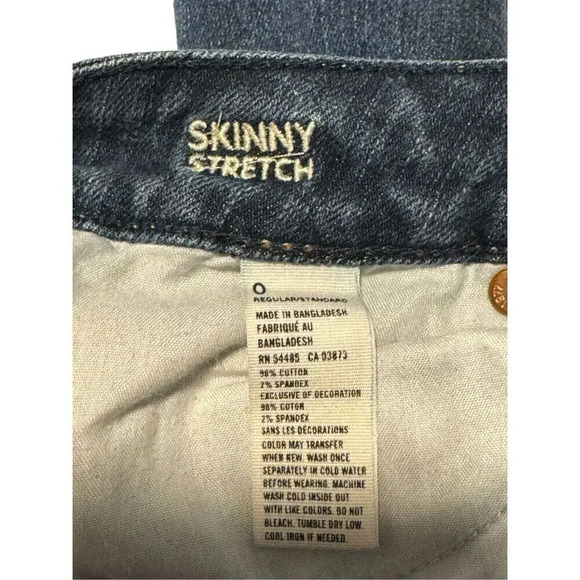 SKINNY
STRETCH
0
REGULAR/STANDARD
MADE IN BANGLADESH
FABRIQUÉ AU
BANGLADESH
RN 54485 CA 03873
98% COTTON
2% SPANDEX
EXCLUSIVE OF DECORATION
98% COTON
2% SPANDEX
SANS LES DÉCORATIONS
COLOR MAY TRANSFER
WHEN NEW. WASH ONCE
SEPARATELY IN COLD WATER
BEFORE WEARING. MACHINE
WASH COLD INSIDE OUT
WITH LIKE COLORS. DO NOT
BLEACH. TUMBLE DRY LOW.
COOL IRON IF NEEDED.